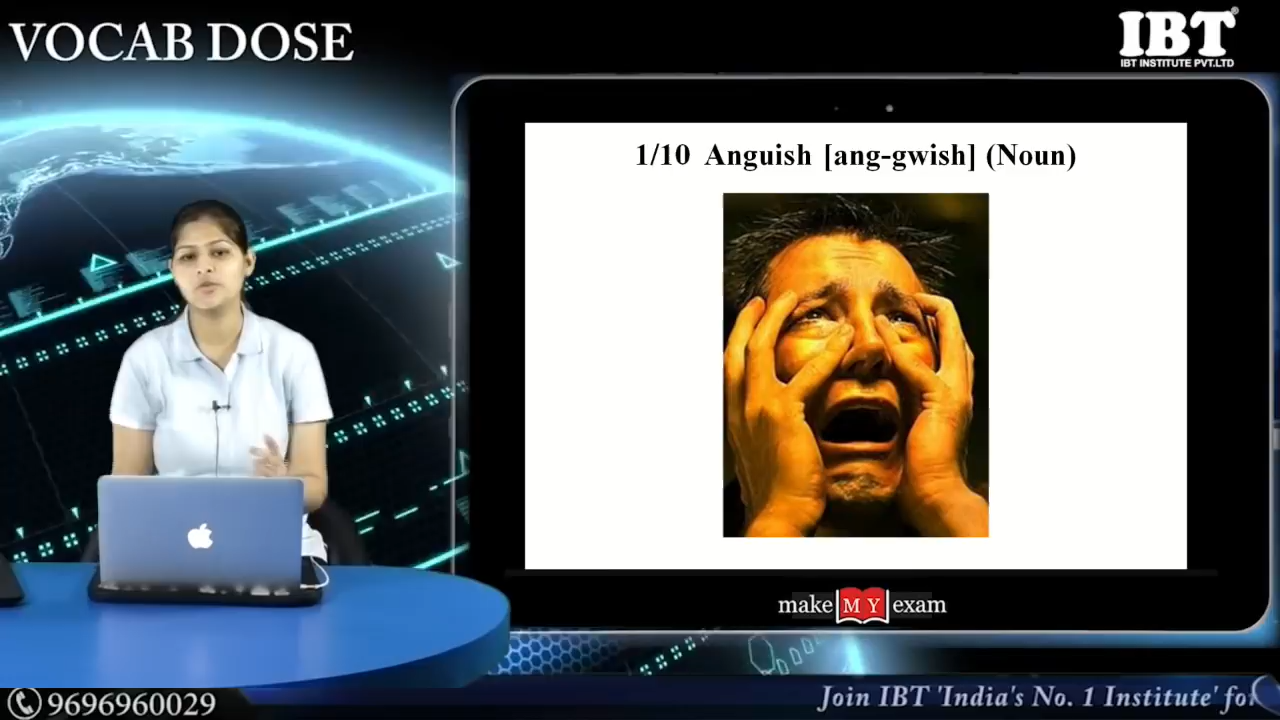 VOCAB DOSE
IBT
IBT INSTITUTE PVT.LTD
1/10 Anguish [ang-gwish] (Noun)
make MY exam
9696960029
Join IBT 'India's No. 1 Institute' for